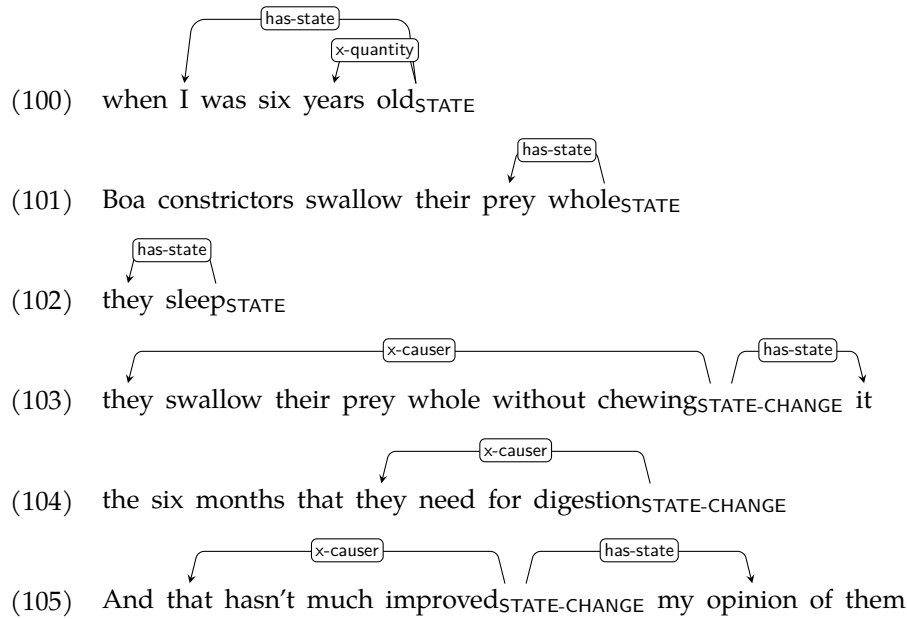 has-state
x-quantity
(100) when I was six years oldSTATE
has-state
(101) Boa constrictors swallow their prey wholeSTATE
has-state
(102) they sleepSTATE
x-causer has-state
(103) they swallow their prey whole without chewingSTATE-CHANGE it
x-causer
(104) the six months that they need for digestionSTATE-CHANGE
x-causer has-state
(105) And that hasn't much improvedSTATE-CHANGE my opinion of them